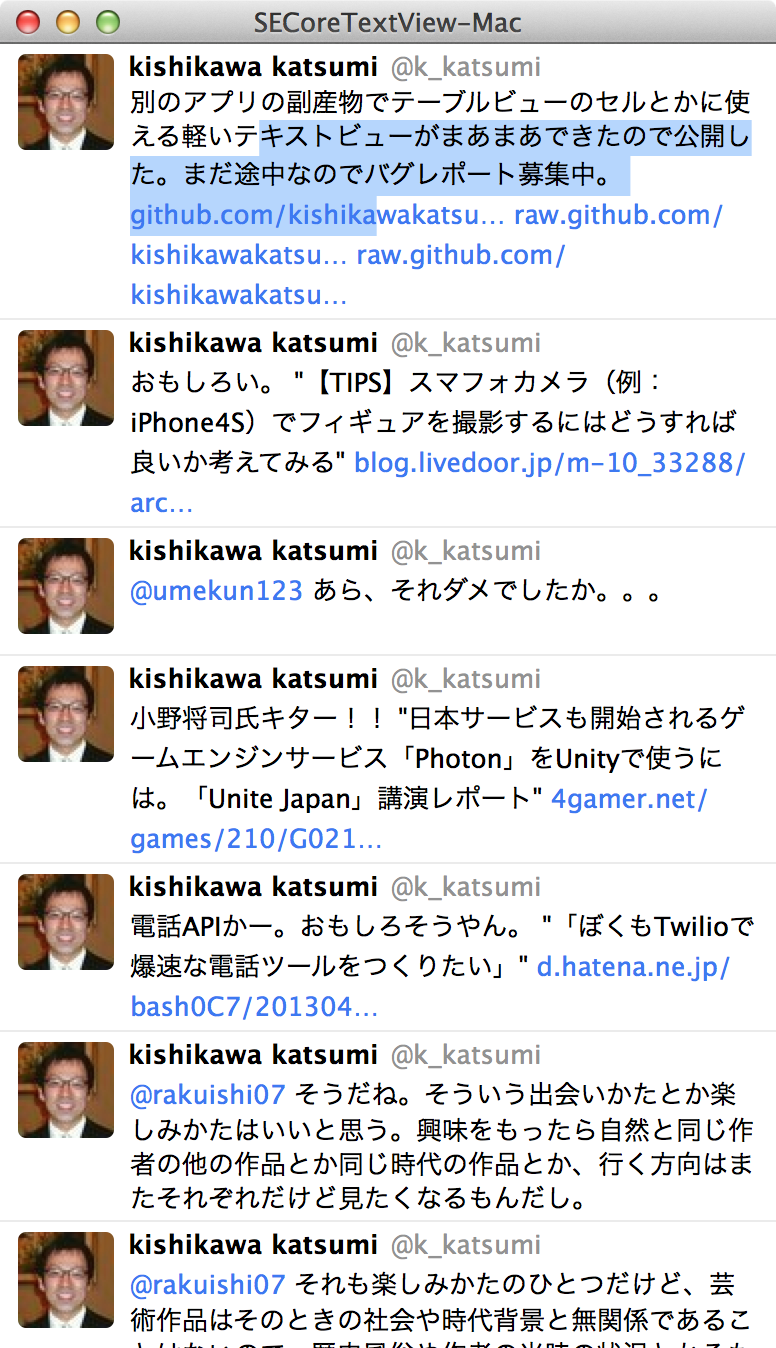 SECoreTextView-Mac
kishikawa katsumi @k_katsumi
別のアプリの副産物でテーブルビューのセルとかに使
える軽いテキストビューがまあまあできたので公開し
た。まだ途中なのでバグレポート募集中。
github.com/kishikawakatsu… raw.github.com/
kishikawakatsu… raw.github.com/
kishikawakatsu…
kishikawa katsumi @k_katsumi
おもしろい。 "【TIPS】スマフォカメラ（例：
iPhone4S）でフィギュアを撮影するにはどうすれば
良いか考えてみる" blog.livedoor.jp/m-10_33288/
arc…
kishikawa katsumi @k_katsumi
@umekun123 あら、それダメでしたか。。。
kishikawa katsumi @k_katsumi
小野将司氏キター！！ "日本サービスも開始されるゲ
ームエンジンサービス「Photon」をUnityで使うに
は。「Unite Japan」講演レポート" 4gamer.net/
games/210/G021…
kishikawa katsumi @k_katsumi
電話APIかー。おもしろそうやん。 "「ぼくもTwilioで
爆速な電話ツールをつくりたい」" d.hatena.ne.jp/
bash0C7/201304…
kishikawa katsumi @k_katsumi
@rakuishi07 そうだね。そういう出会いかたとか楽
しみかたはいいと思う。興味をもったら自然と同じ作
者の他の作品とか同じ時代の作品とか、行く方向はま
たそれぞれだけど見たくなるもんだし。
kishikawa katsumi @k_katsumi
@rakuishi07 それも楽しみかたのひとつだけど、芸
術作品はそのときの社会や時代背景と無関係であるこ